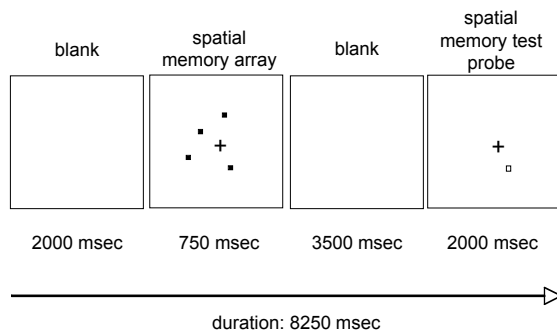 blank
spatial
memory array
blank
spatial
memory test
probe
2000 msec
750 msec
3500 msec
2000 msec
duration: 8250 msec